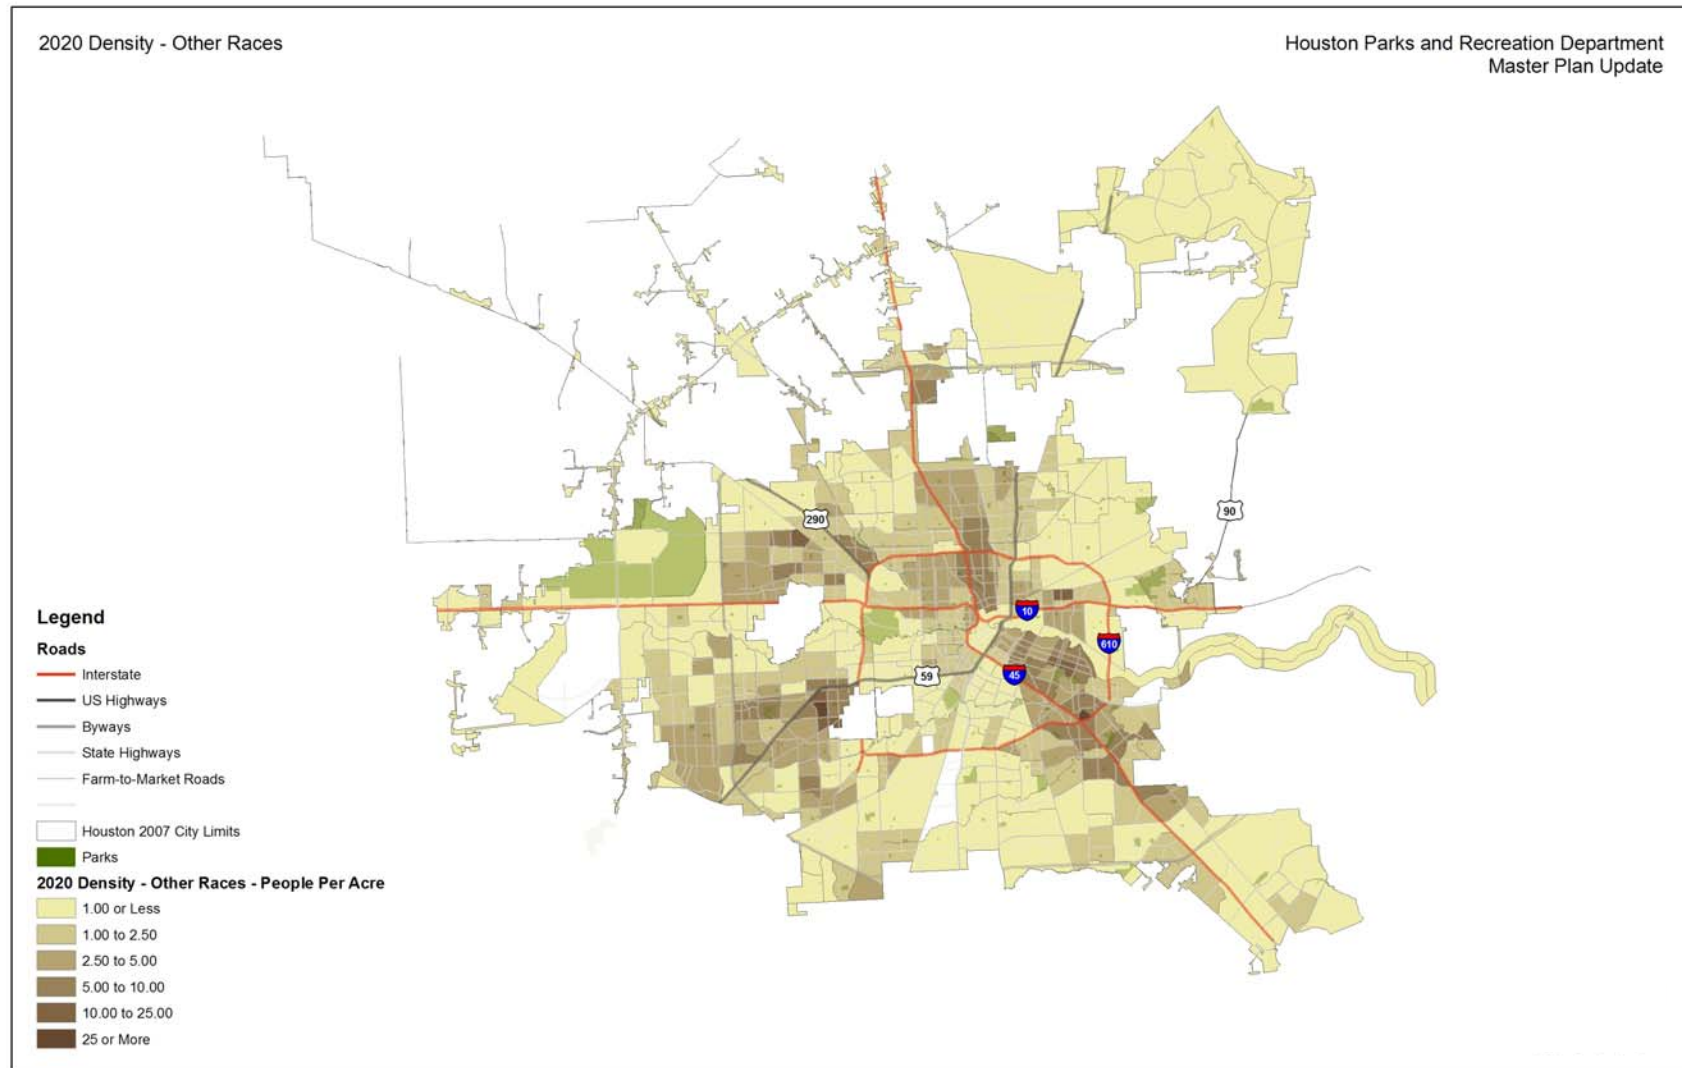 2020 Density - Other Races
Houston Parks and Recreation Department
Master Plan Update
290
90
10
610
59
45
Legend
Roads
Interstate
US Highways
Byways
State Highways
Farm-to-Market Roads
Houston 2007 City Limits
Parks
2020 Density - Other Races - People Per Acre
1.00 or Less
1.00 to 2.50
2.50 to 5.00
5.00 to 10.00
10.00 to 25.00
25 or More